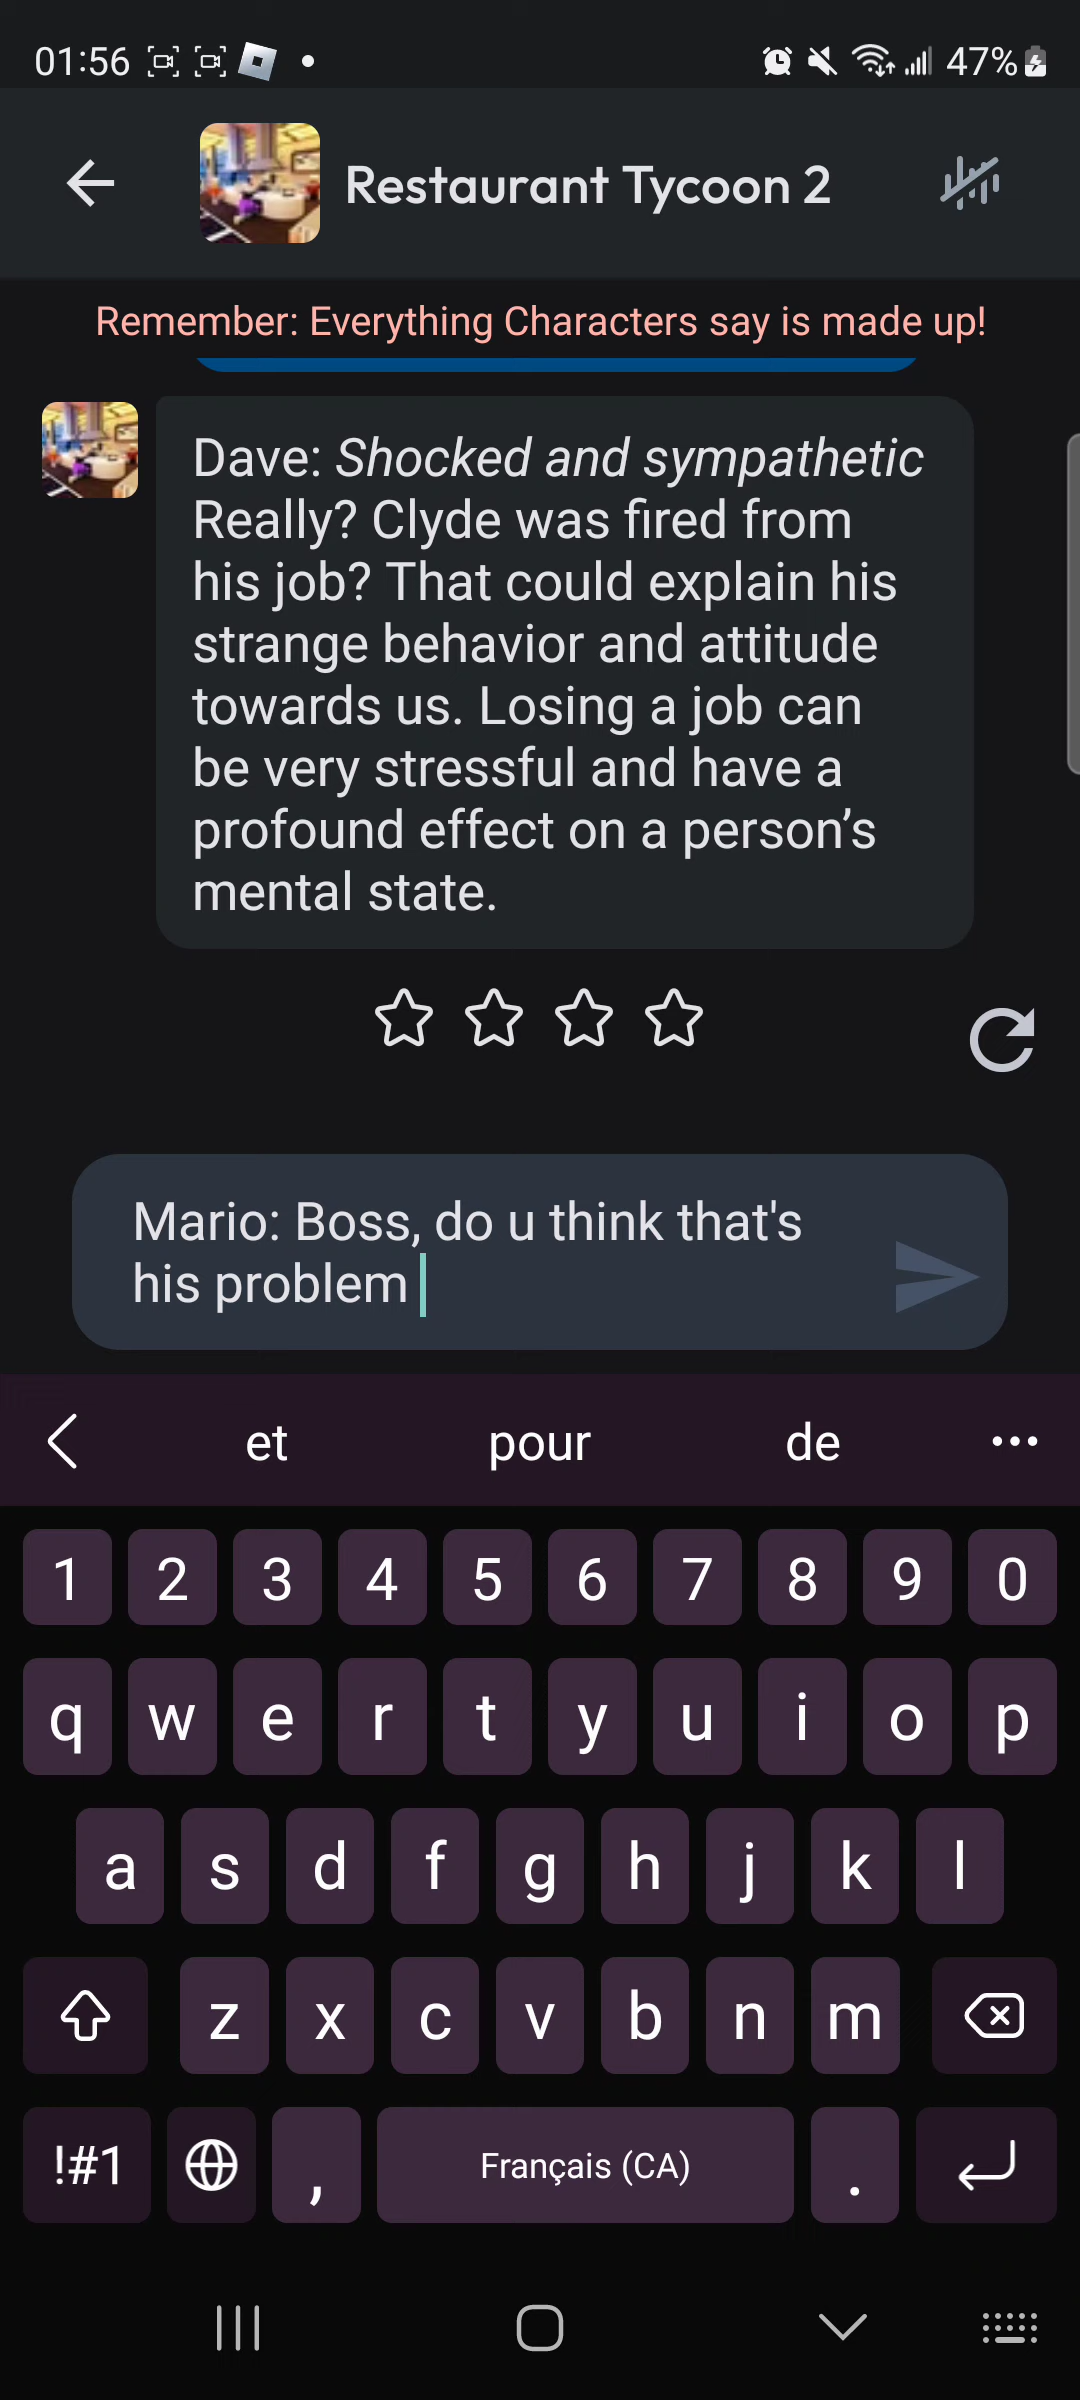 01:56
47%
Restaurant Tycoon 2
Remember: Everything Characters say is made up!
Dave: Shocked and sympathetic
Really? Clyde was fired from
his job? That could explain his
strange behavior and attitude
towards us. Losing a job can
be very stressful and have a
profound effect on a person’s
mental state.
Mario: Boss, do u think that's
his problem
et pour de
1 2 3 4 5 6 7 8 9 0
q w e r t y u i o p
a s d f g h j k l
z x c v b n m
!#1 , Français (CA) .